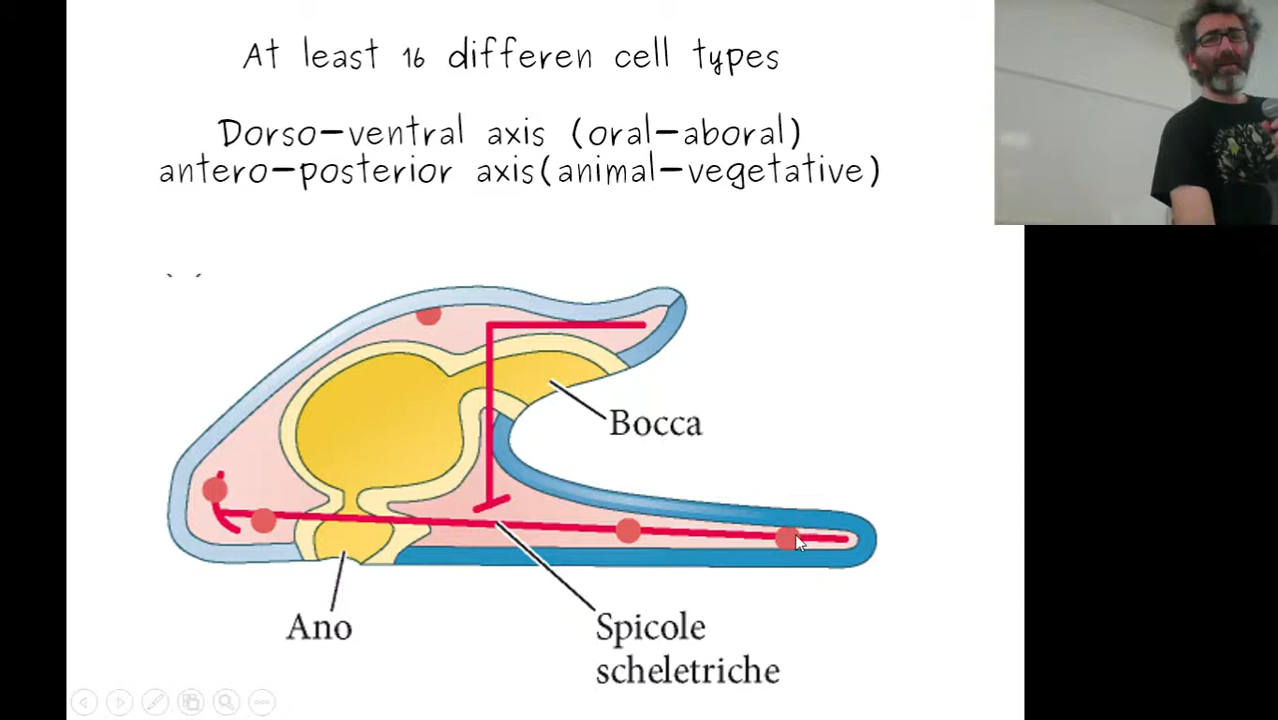 At least 16 differen cell types
Dorso-ventral axis (oral-aboral)
antero-posterior axis(animal-vegetative)
Bocca
Ano
Spicole
scheletriche